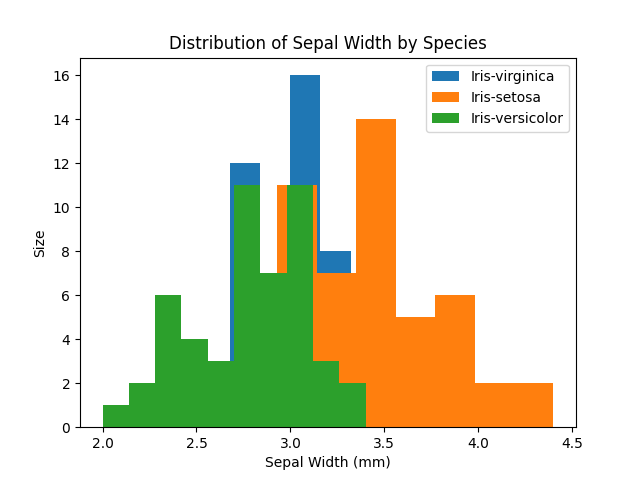 Distribution of Sepal Width by Species
Iris-virginica
Iris-setosa
Iris-versicolor
Size
16
14
12
10
8
6
4
2
0
2.0 2.5 3.0 3.5 4.0 4.5
Sepal Width (mm)